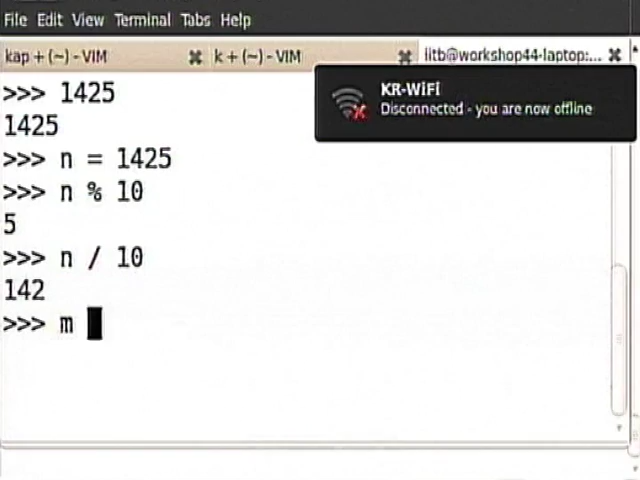 File Edit View Terminal Tabs Help
kap + (~) - VIM
k + (~) - VIM
iitb@workshop44-laptop:...
KR-WiFi
Disconnected - you are now offline
>>> 1425
1425
>>> n = 1425
>>> n % 10
5
>>> n / 10
142
>>> m